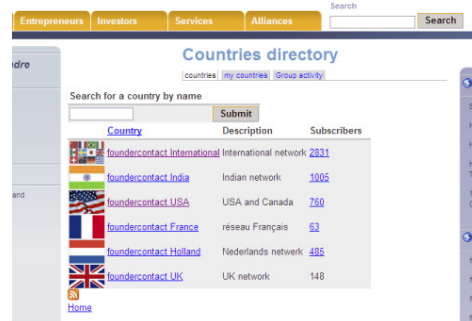 Search
Entrepreneurs Investors Services Alliances Search
dre
Countries directory
countries my countries Group activity
Search for a country by name
Submit
Country Description Subscribers
foundercontact International International network 2831
foundercontact India Indian network 1005
foundercontact USA USA and Canada 760
and
foundercontact France réseau Français 63
foundercontact Holland Nederlands netwerk 485
foundercontact UK UK network 148
Home